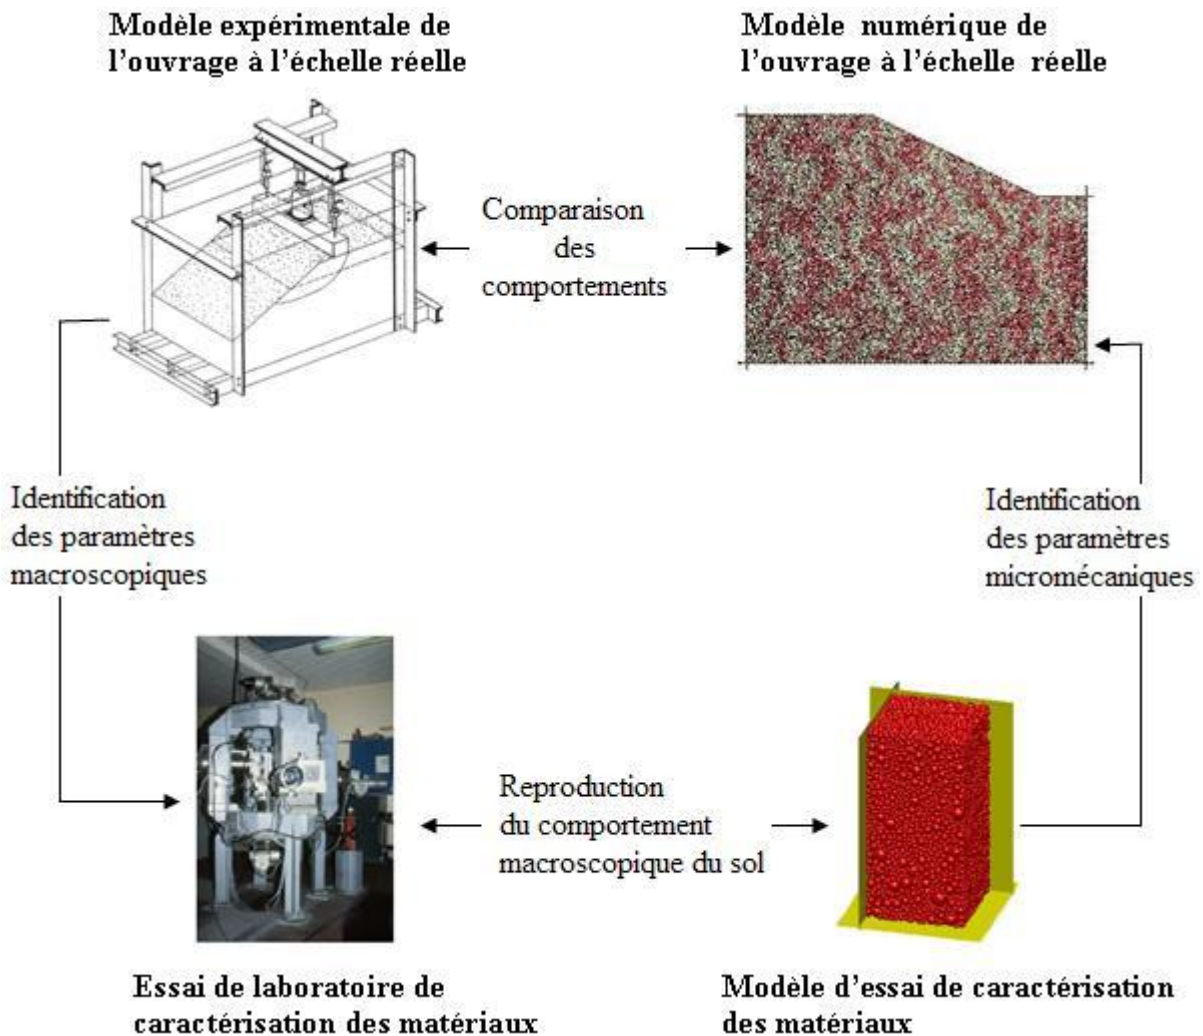 Modèle expérimentale de
l'ouvrage à l'échelle réelle
Modèle numérique de
l'ouvrage à l'échelle réelle
Comparaison
des
comportements
Identification
des paramètres
macroscopiques
Identification
des paramètres
micromécaniques
Reproduction
du comportement
macroscopique du sol
Essai de laboratoire de
caractérisation des matériaux
Modèle d'essai de caractérisation
des matériaux